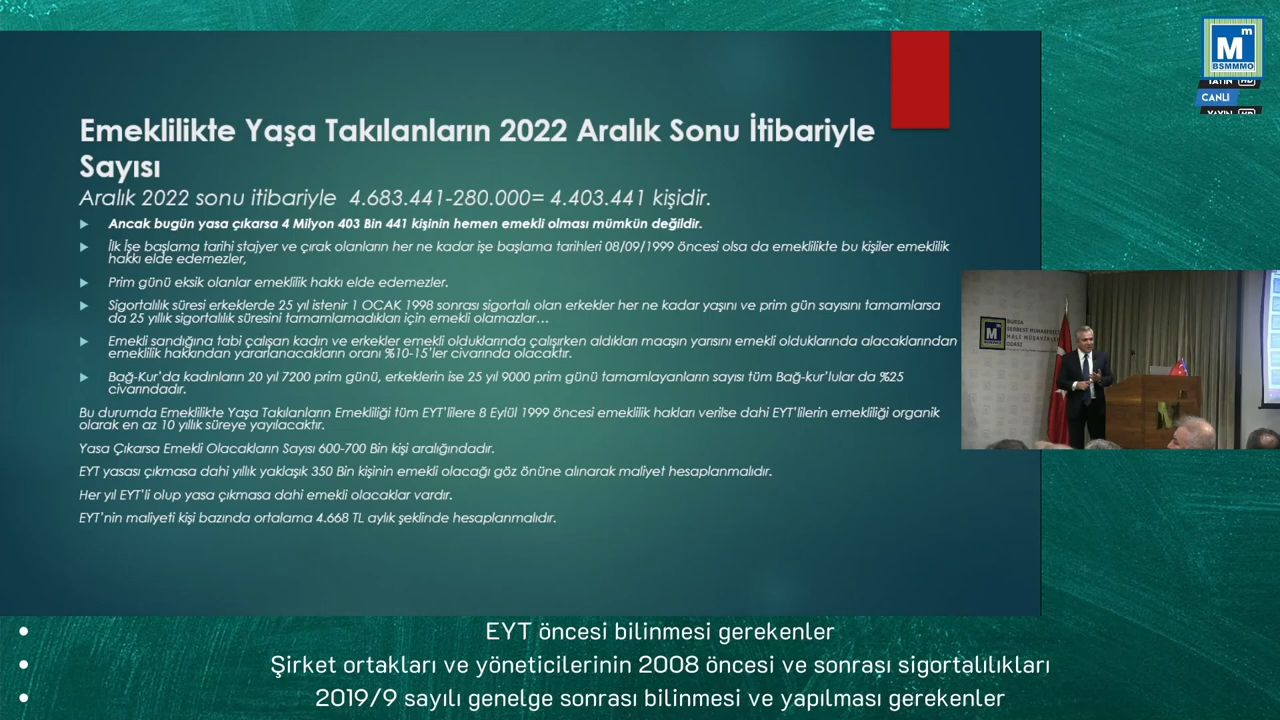 Emeklilikte Yaşa Takılanların 2022 Aralık Sonu İtibariyle
Sayısı
Aralık 2022 sonu itibariyle 4.683.441-280.000= 4.403.441 kişidir.
Ancak bugün yasa çıkarsa 4 Milyon 403 Bin 441 kişinin hemen emekli olması mümkün değildir.
İlk İşe başlama tarihi stajyer ve çırak olanların her ne kadar işe başlama tarihleri 08/09/1999 öncesi olsa da emeklilikte bu kişiler emeklilik
hakkı elde edemezler,
Prim günü eksik olanlar emeklilik hakkı elde edemezler.
Sigortalılık süresi erkeklerde 25 yıl istenir 1 OCAK 1998 sonrası sigortalı olan erkekler her ne kadar yaşını ve prim gün sayısını tamamlarsa
da 25 yıllık sigortalılık süresini tamamlamadıkları için emekli olamazlar…
Emekli sandığına tabi çalışan kadın ve erkekler emekli olduklarında çalışırken aldıkları maaşın yarısını emekli olduklarında alacaklarından
emeklilik hakkından yararlanacakların oranı %10-15'ler civarında olacaktır.
Bağ-Kur'da kadınların 20 yıl 7200 prim günü, erkeklerin ise 25 yıl 9000 prim günü tamamlayanların sayısı tüm Bağ-kur'lular da %25
civarındadır.
Bu durumda Emeklilikte Yaşa Takılanların Emekliliği tüm EYT'lilere 8 Eylül 1999 öncesi emeklilik hakları verilse dahi EYT'lilerin emekliliği organik
olarak en az 10 yıllık süreye yayılacaktır.
Yasa Çıkarsa Emekli Olacakların Sayısı 600-700 Bin kişi aralığındadır.
EYT yasası çıkmasa dahi yıllık yaklaşık 350 Bin kişinin emekli olacağı göz önüne alınarak maliyet hesaplanmalıdır.
Her yıl EYT'li olup yasa çıkmasa dahi emekli olacaklar vardır.
EYT'nin maliyeti kişi bazında ortalama 4.668 TL aylık şeklinde hesaplanmalıdır.
Mm
BSMMMO
YAYIN HD
CANLI
YAYIN HD
BURSA
SERBEST MUHASEBECİ
MALİ MÜŞAVİRLER
ODASI
EYT öncesi bilinmesi gerekenler
Şirket ortakları ve yöneticilerinin 2008 öncesi ve sonrası sigortalılıkları
2019/9 sayılı genelge sonrası bilinmesi ve yapılması gerekenler